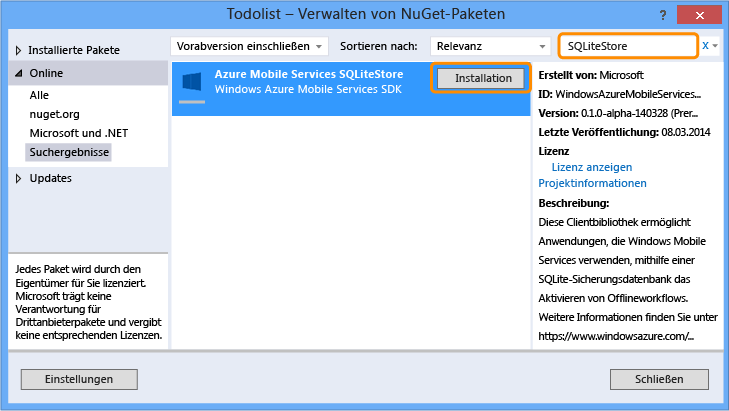 Todolist – Verwalten von NuGet-Paketen
?
Installierte Pakete
Online
Alle
nuget.org
Microsoft und .NET
Suchergebnisse
Updates
Jedes Paket wird durch den
Eigentümer für Sie lizenziert.
Microsoft trägt keine
Verantwortung für
Drittanbieterpakete und vergibt
keine entsprechenden Lizenzen.
Vorabversion einschließen
Sortieren nach:
Relevanz
SQLiteStore
x
Azure Mobile Services SQLiteStore
Windows Azure Mobile Services SDK
Installation
Erstellt von: Microsoft
ID: WindowsAzureMobileServices...
Version: 0.1.0-alpha-140328 (Prer...
Letzte Veröffentlichung: 08.03.2014
Lizenz
Lizenz anzeigen
Projektinformationen
Beschreibung:
Diese Clientbibliothek ermöglicht
Anwendungen, die Windows Mobile
Services verwenden, mithilfe einer
SQLite-Sicherungsdatenbank das
Aktivieren von Offlineworkflows.
Weitere Informationen finden Sie unter
https://www.windowsazure.com/...
Einstellungen
Schließen